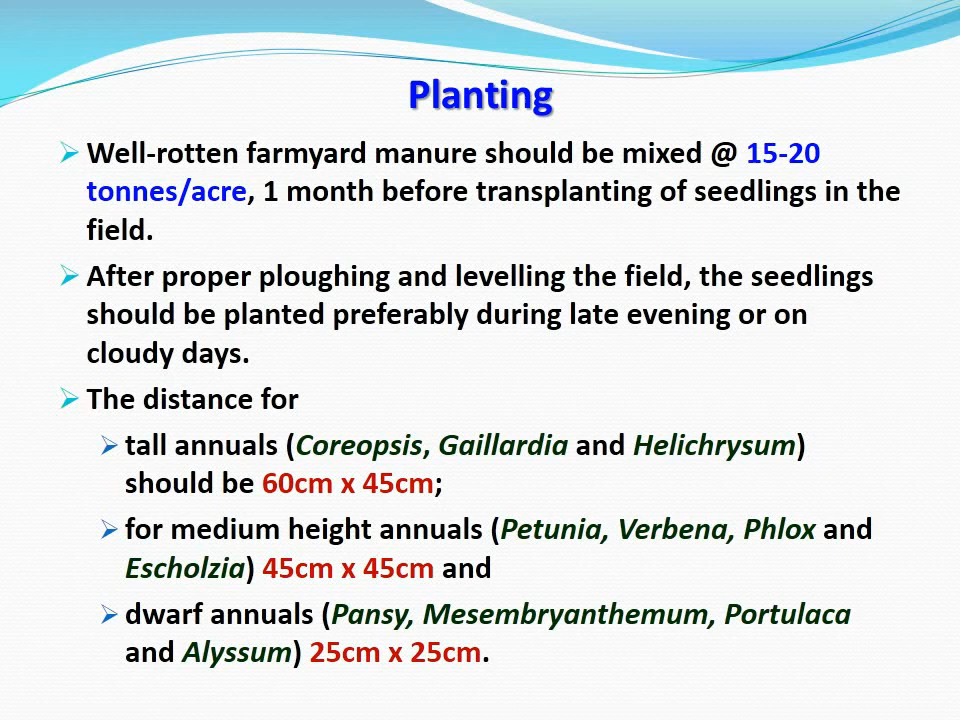 Planting
Well-rotten farmyard manure should be mixed @ 15-20
tonnes/acre, 1 month before transplanting of seedlings in the
field.
After proper ploughing and levelling the field, the seedlings
should be planted preferably during late evening or on
cloudy days.
The distance for
tall annuals (Coreopsis, Gaillardia and Helichrysum)
should be 60cm x 45cm;
for medium height annuals (Petunia, Verbena, Phlox and
Escholzia) 45cm x 45cm and
dwarf annuals (Pansy, Mesembryanthemum, Portulaca
and Alyssum) 25cm x 25cm.